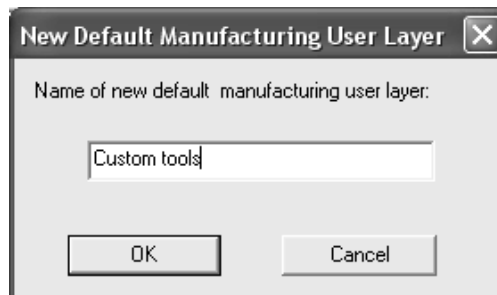 New Default Manufacturing User Layer
Name of new default manufacturing user layer:
Custom tools
OK Cancel